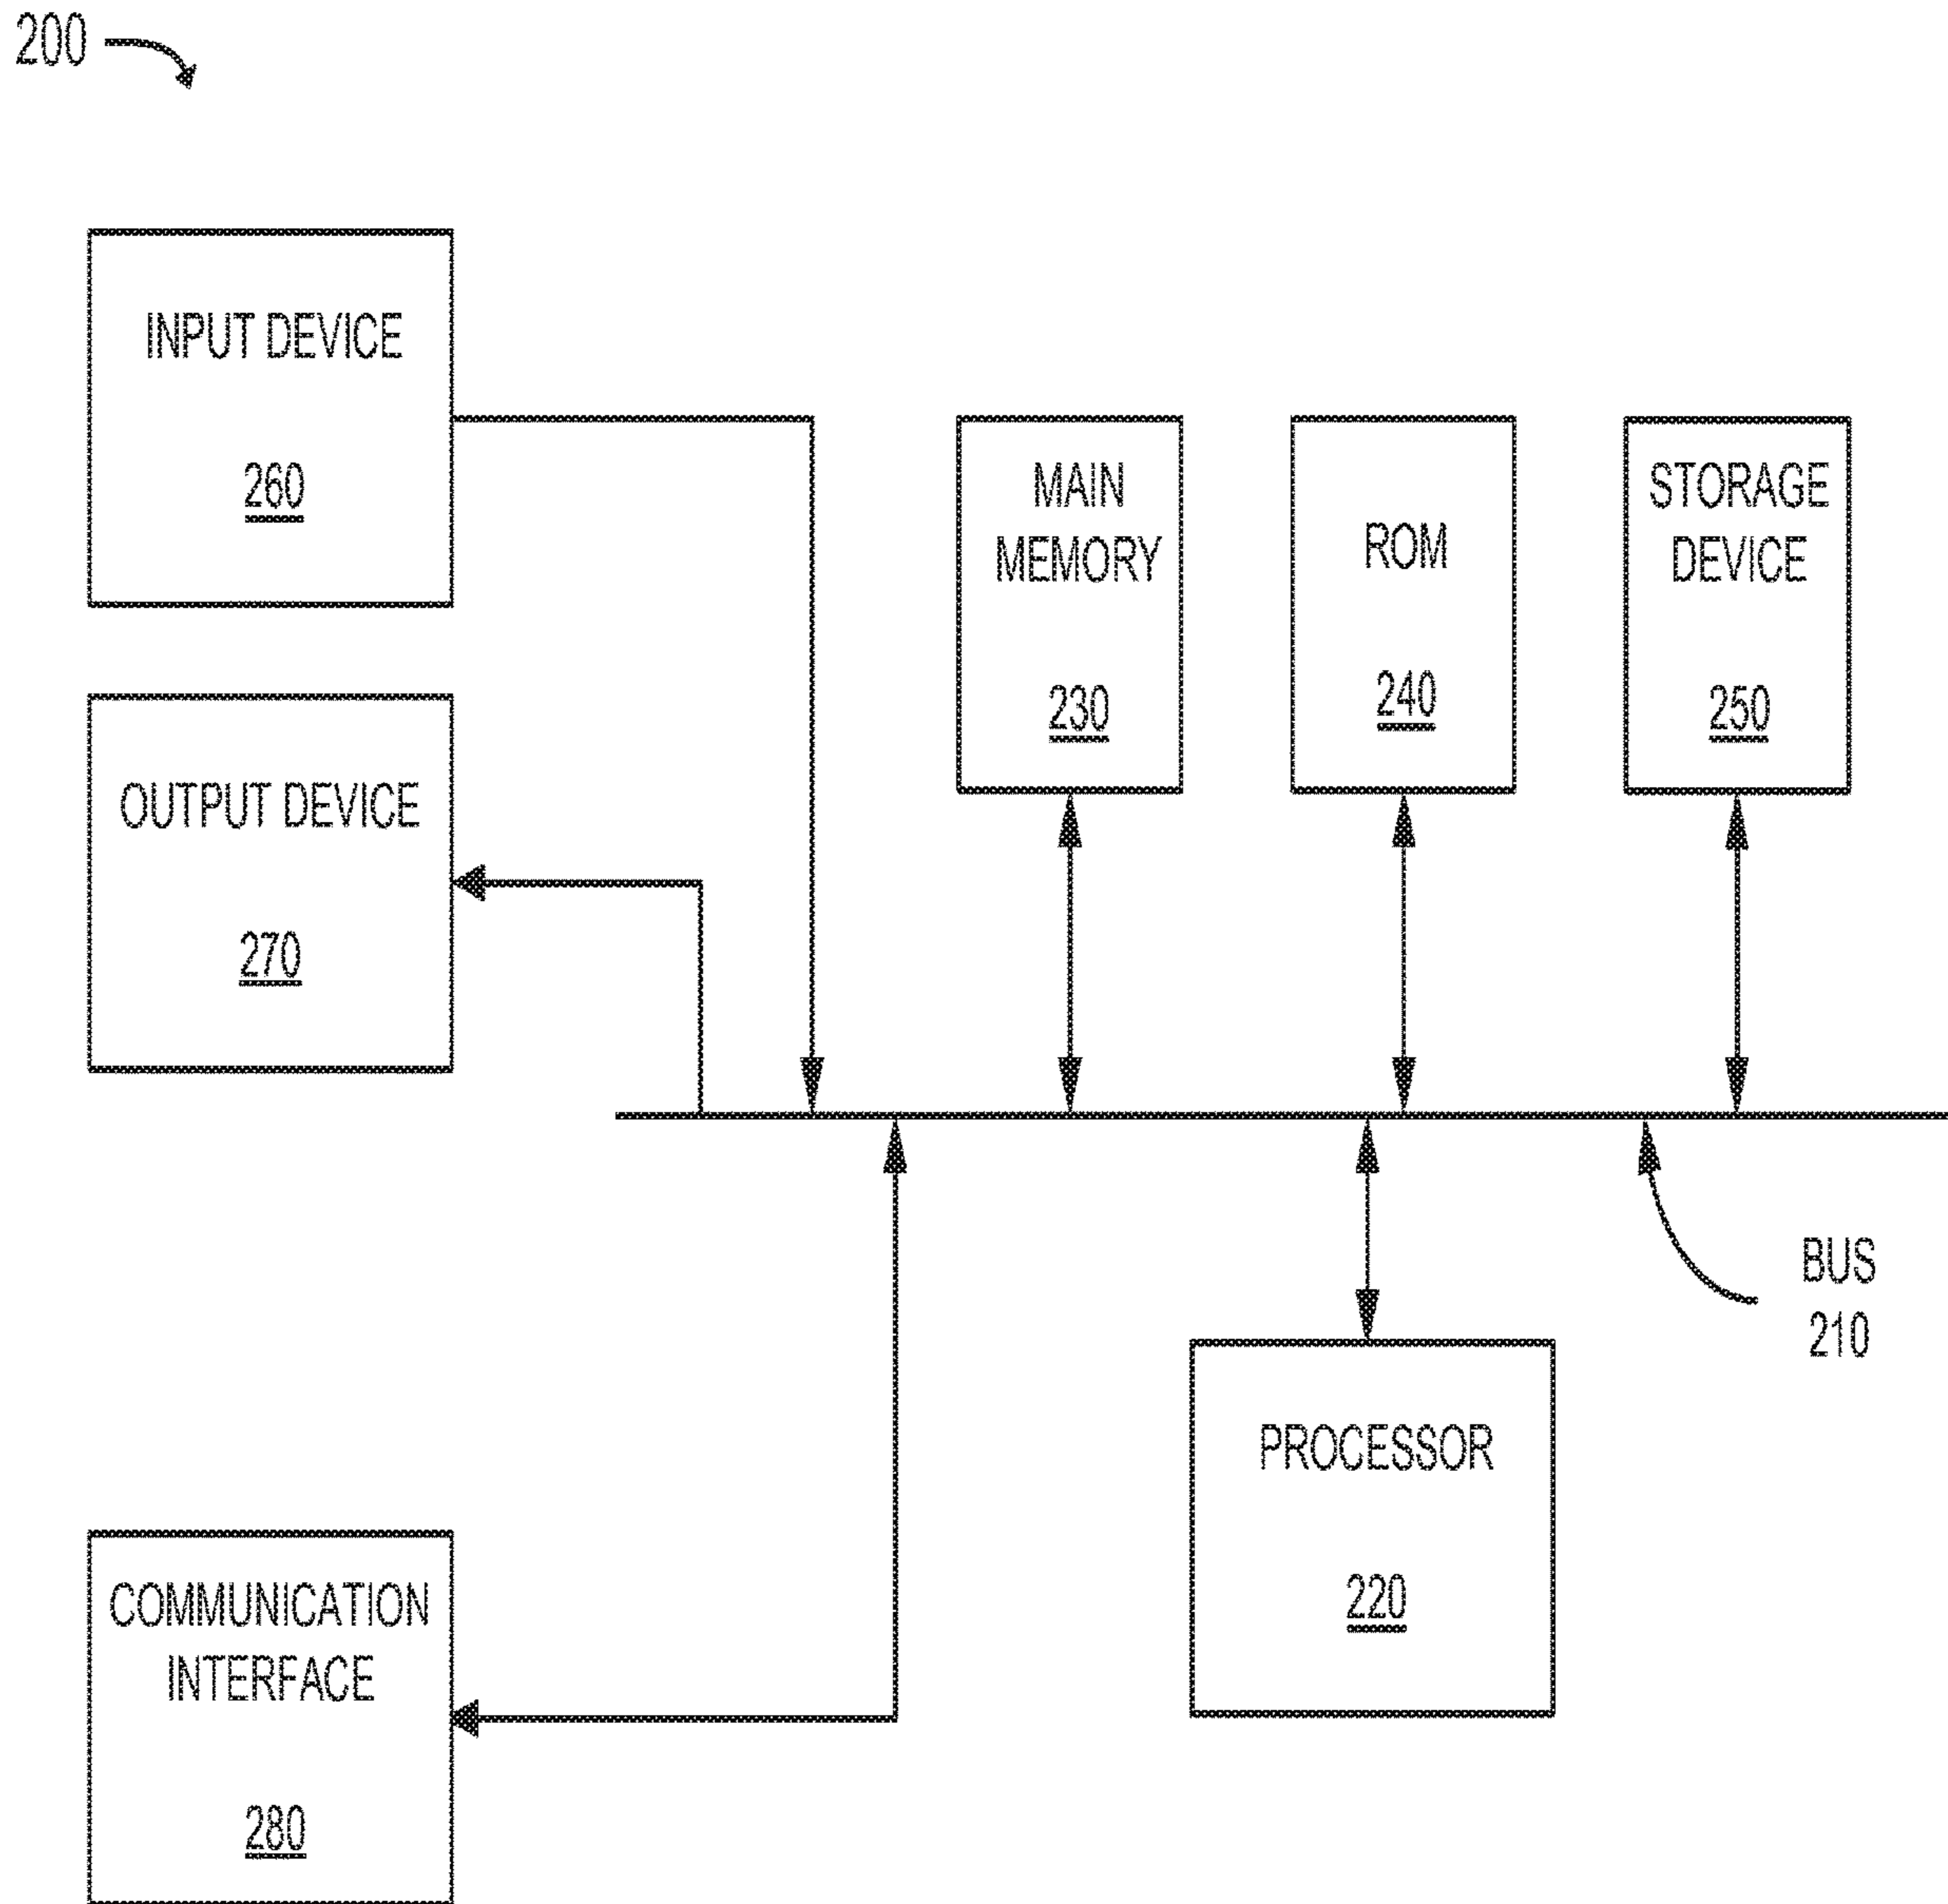 200
INPUT DEVICE
260
OUTPUT DEVICE
270
MAIN
MEMORY
230
ROM
240
STORAGE
DEVICE
250
BUS
210
PROCESSOR
220
COMMUNICATION
INTERFACE
280